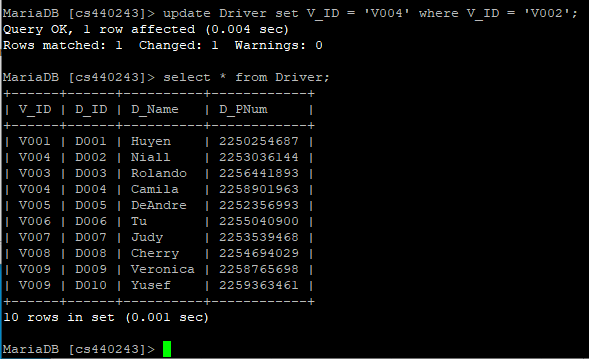 MariaDB [cs440243]> update Driver set V_ID = 'V004' where V_ID = 'V002';
Query OK, 1 row affected (0.004 sec)
Rows matched: 1  Changed: 1  Warnings: 0

MariaDB [cs440243]> select * from Driver;
+------+------+----------+------------+
| V_ID | D_ID | D_Name   | D_PNum     |
+------+------+----------+------------+
| V001 | D001 | Huyen    | 2250254687 |
| V004 | D002 | Niall    | 2253036144 |
| V003 | D003 | Rolando  | 2256441893 |
| V004 | D004 | Camila   | 2258901963 |
| V005 | D005 | DeAndre  | 2252356993 |
| V006 | D006 | Tu       | 2255040900 |
| V007 | D007 | Judy     | 2253539468 |
| V008 | D008 | Cherry   | 2254694029 |
| V009 | D009 | Veronica | 2258765698 |
| V009 | D010 | Yusef    | 2259363461 |
+------+------+----------+------------+
10 rows in set (0.001 sec)

MariaDB [cs440243]>